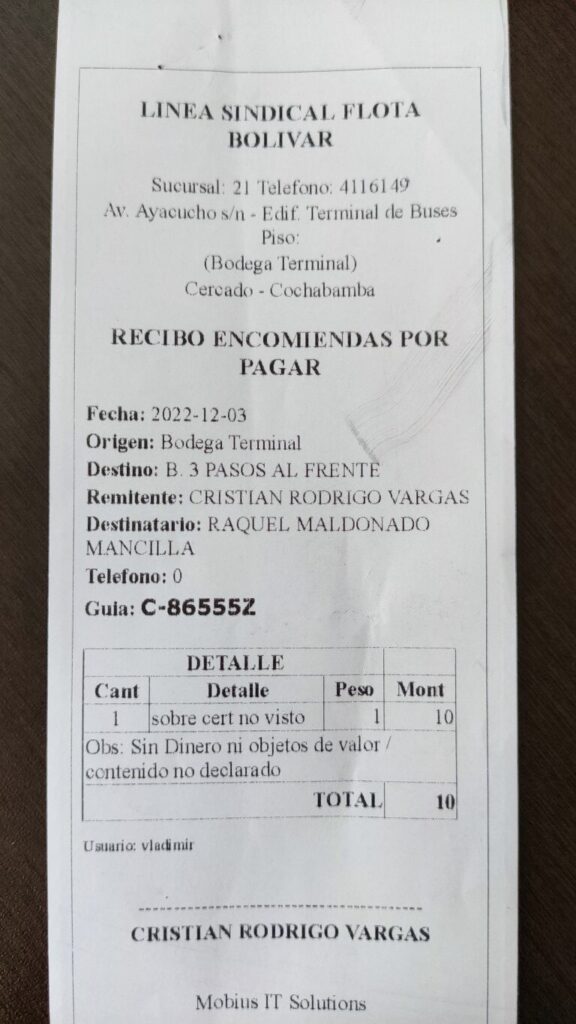 LINEA SINDICAL FLOTA
BOLIVAR
Sucursal: 21 Telefono: 4116149
Av. Ayacucho s/n - Edif. Terminal de Buses
Piso:
(Bodega Terminal)
Cercado - Cochabamba
RECIBO ENCOMIENDAS POR
PAGAR
Fecha: 2022-12-03
Origen: Bodega Terminal
Destino: B. 3 PASOS AL FRENTE
Remitente: CRISTIAN RODRIGO VARGAS
Destinatario: RAQUEL MALDONADO
MANCILLA
Telefono: 0
Guia: C-86555Z
DETALLE
Cant Detalle Peso Mont
1 sobre cert no visto 1 10
Obs: Sin Dinero ni objetos de valor /
contenido no declarado
TOTAL 10
Usuario: vladimir
CRISTIAN RODRIGO VARGAS
Mobius IT Solutions